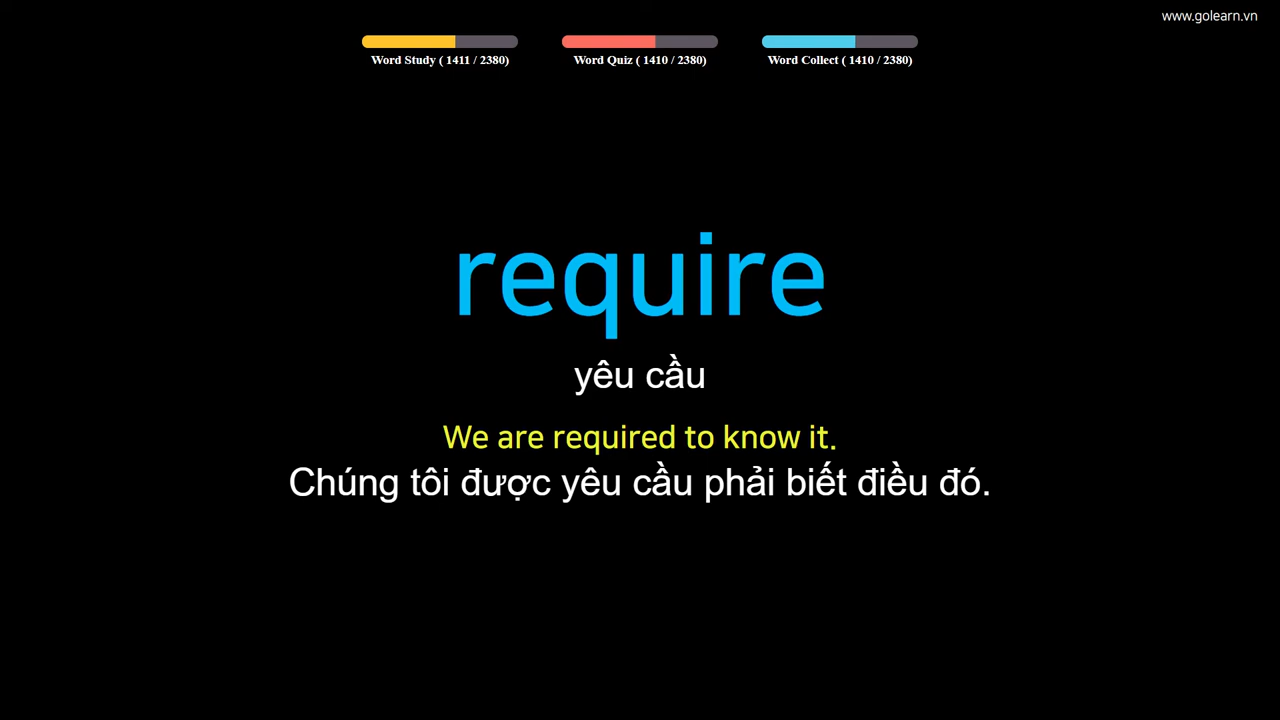 www.golearn.vn
Word Study ( 1411 / 2380)
Word Quiz ( 1410 / 2380)
Word Collect ( 1410 / 2380)
require
yêu cầu
We are required to know it.
Chúng tôi được yêu cầu phải biết điều đó.